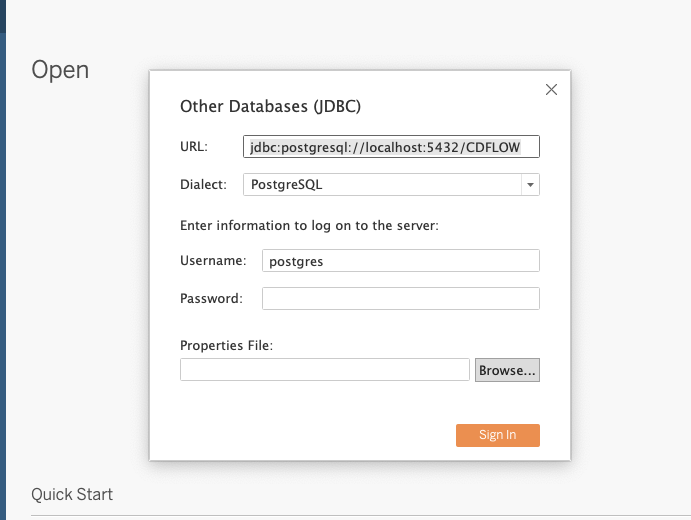 Open
Other Databases (JDBC)
URL: jdbc:postgresql://localhost:5432/CDFLOW
Dialect: PostgreSQL
Enter information to log on to the server:
Username: postgres
Password:
Properties File:
Browse...
Sign In
Quick Start